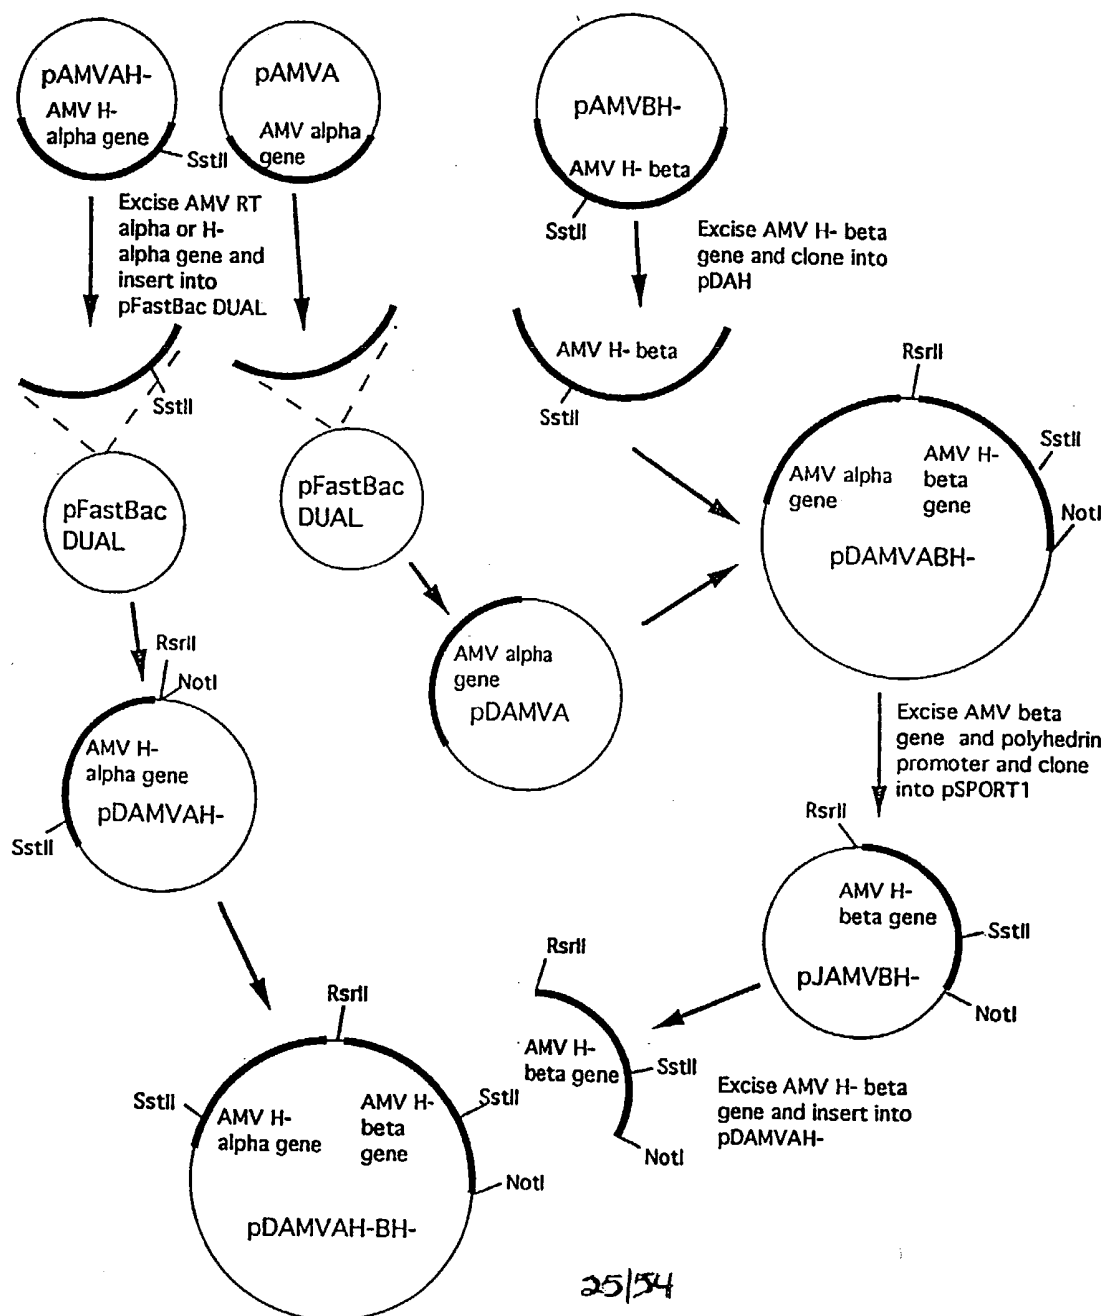 pAMVAH-
AMV H-
alpha gene
SstII
pAMVA
AMV alpha
gene
pAMVBH-
AMV H- beta
SstII
Excise AMV RT
alpha or H-
alpha gene and
insert into
pFastBac DUAL
Excise AMV H- beta
gene and clone into
pDAH
SstII
AMV H- beta
SstII
pFastBac
DUAL
pFastBac
DUAL
RsrII
AMV alpha
gene
AMV H-
beta
gene
SstII
NotI
pDAMVABH-
RsrII
NotI
AMV H-
alpha gene
pDAMVAH-
SstII
AMV alpha
gene
pDAMVA
Excise AMV beta
gene and polyhedrin
promoter and clone
into pSPORT1
RsrII
AMV H-
beta gene
SstII
pJAMVBH-
NotI
RsrII
AMV H-
beta gene
SstII
NotI
Excise AMV H- beta
gene and insert into
pDAMVAH-
RsrII
SstII
AMV H-
alpha gene
AMV H-
beta
gene
SstII
NotI
pDAMVAH-BH-
25/54